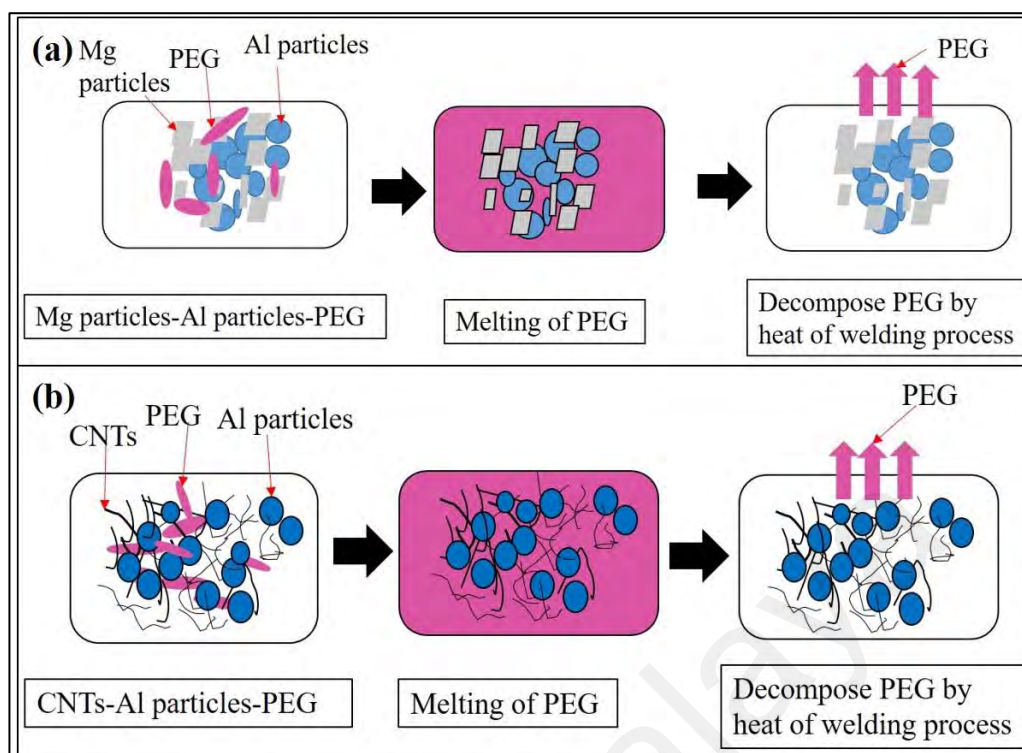 (a)
Mg
particles
PEG
Al particles
PEG
Mg particles-Al particles-PEG
Melting of PEG
Decompose PEG by
heat of welding process
(b)
CNTs
PEG
Al particles
PEG
CNTs-Al particles-PEG
Melting of PEG
Decompose PEG by
heat of welding process